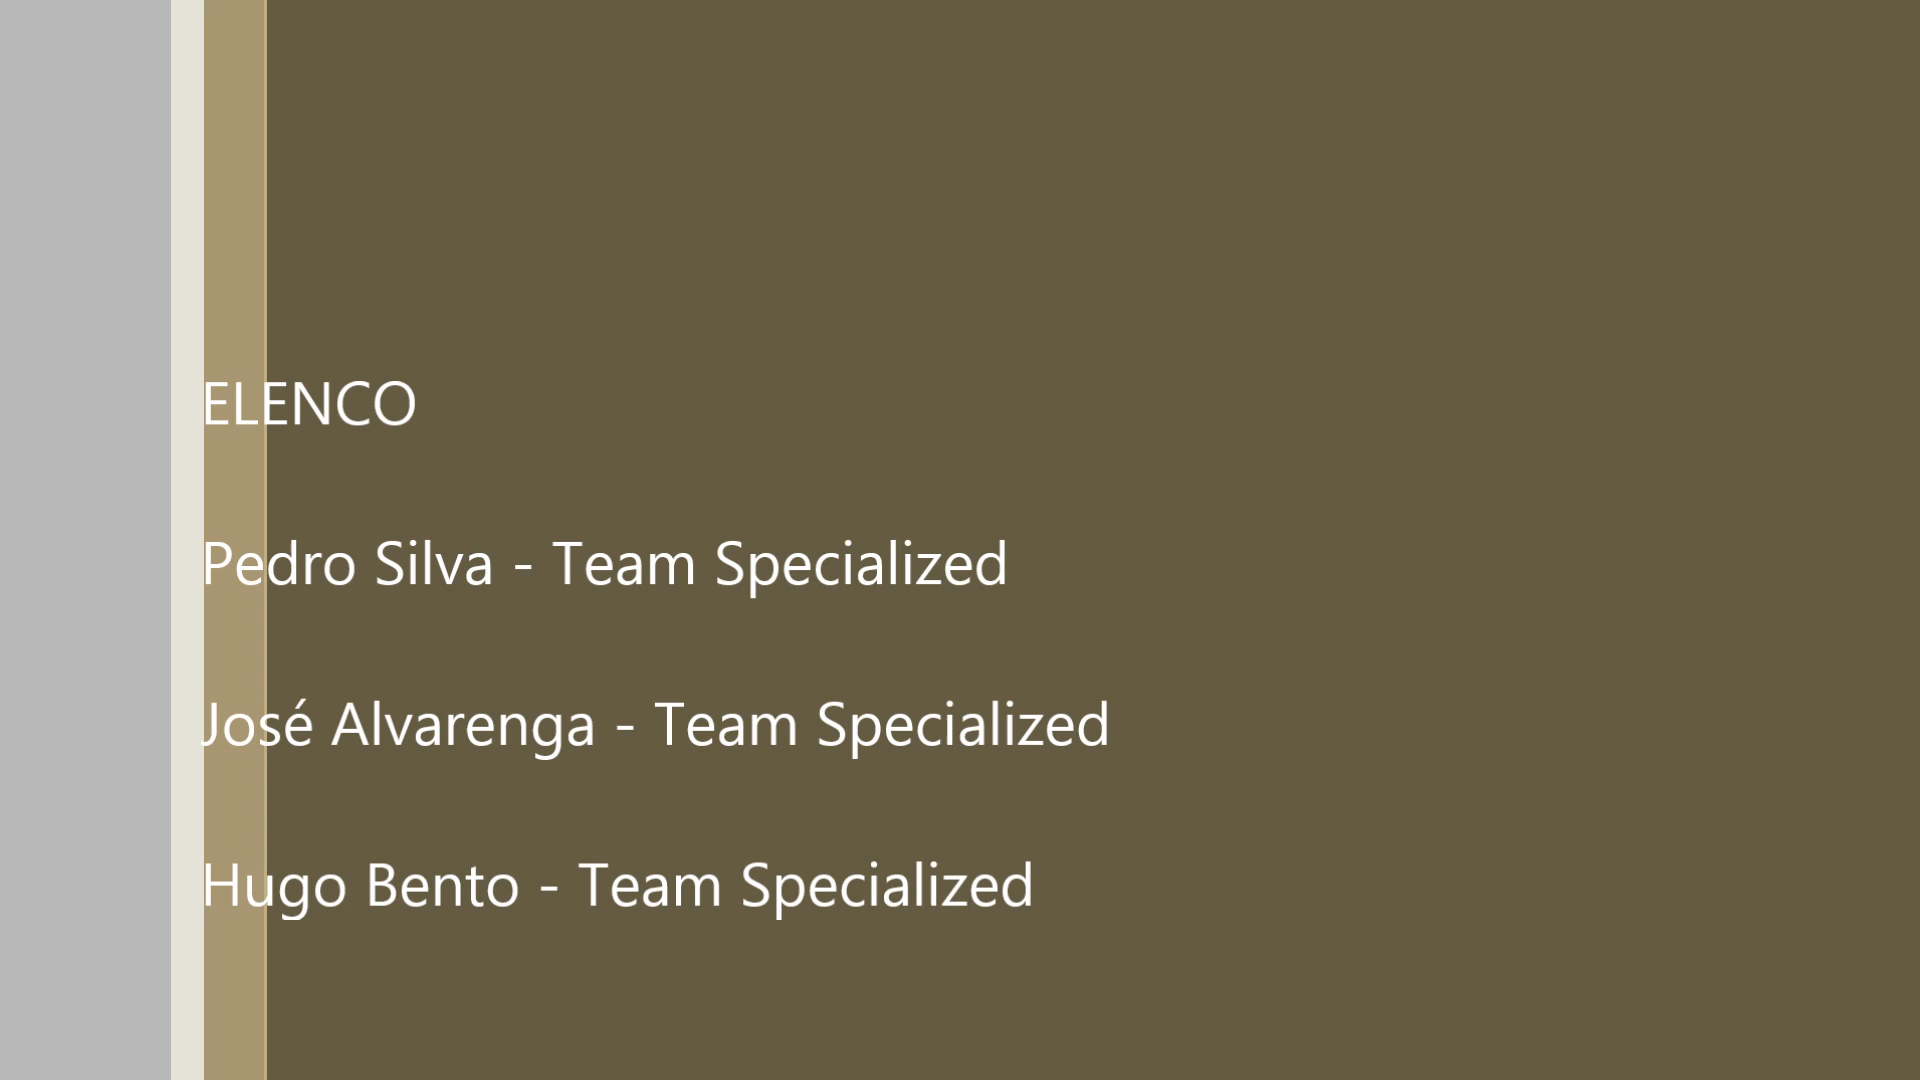 ELENCO
Pedro Silva - Team Specialized
José Alvarenga - Team Specialized
Hugo Bento - Team Specialized